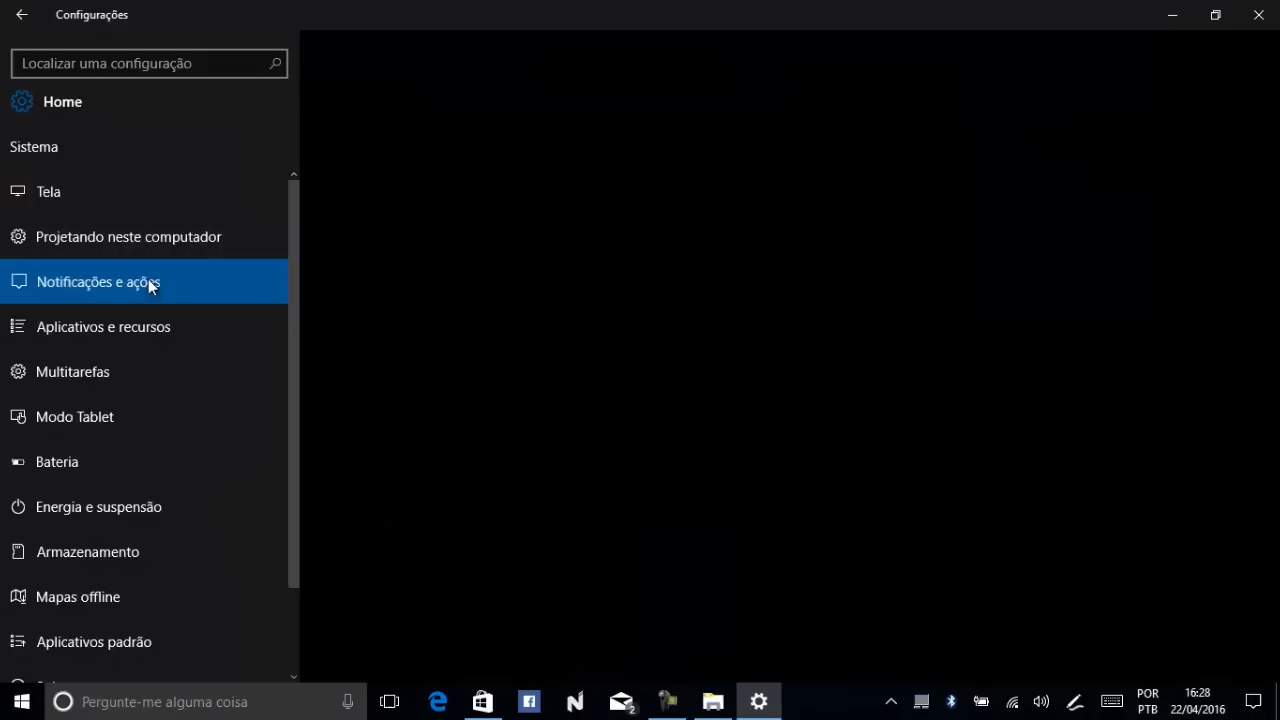 Configurações
Localizar uma configuração
Home
Sistema
Tela
Projetando neste computador
Notificações e ações
Aplicativos e recursos
Multitarefas
Modo Tablet
Bateria
Energia e suspensão
Armazenamento
Mapas offline
Aplicativos padrão
Pergunte-me alguma coisa
2
POR
PTB
16:28
22/04/2016